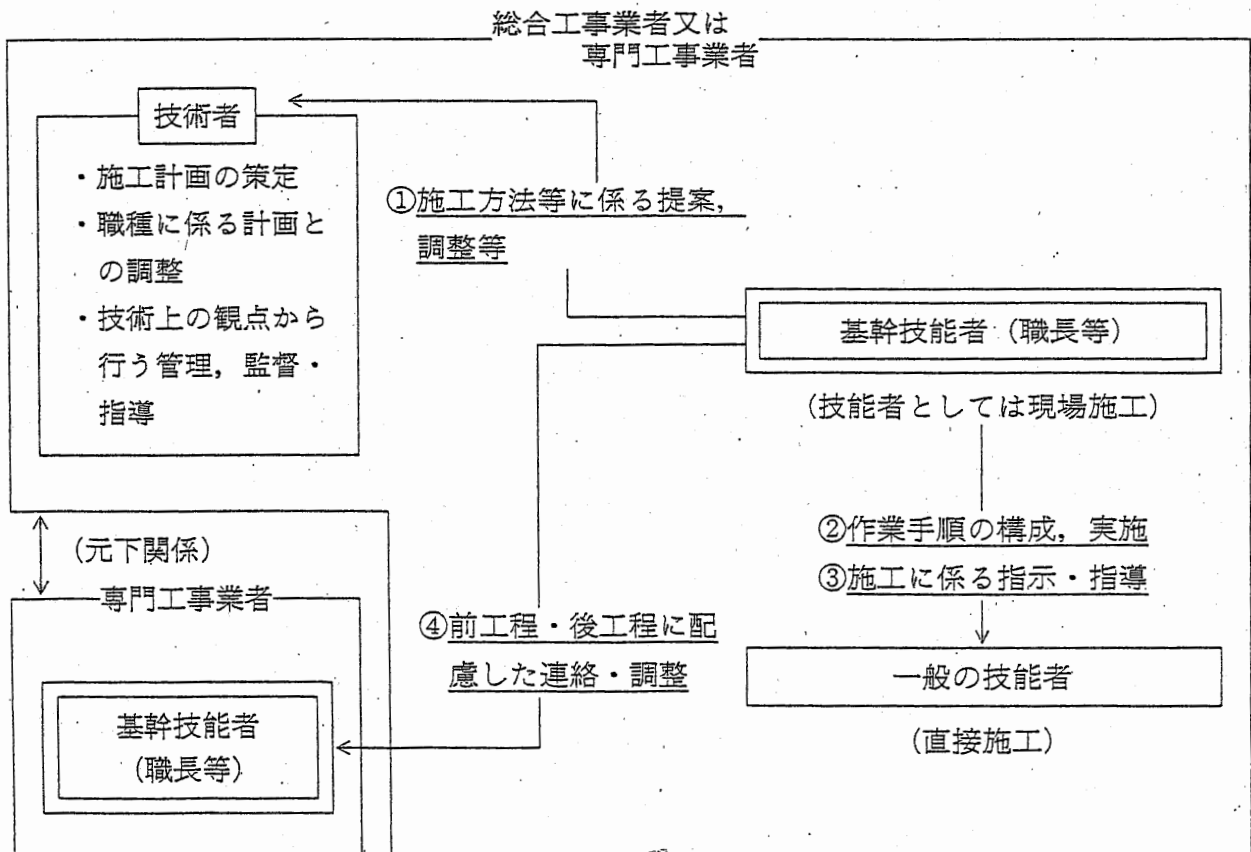 総合工事業者又は
専門工事業者
技術者
・施工計画の策定
・職種に係る計画と
の調整
・技術上の観点から
行う管理，監督・
指導
①施工方法等に係る提案，
調整等
基幹技能者（職長等）
（技能者としては現場施工）
②作業手順の構成，実施
③施工に係る指示・指導
一般の技能者
（直接施工）
（元下関係）
専門工事業者
④前工程・後工程に配
慮した連絡・調整
基幹技能者
（職長等）